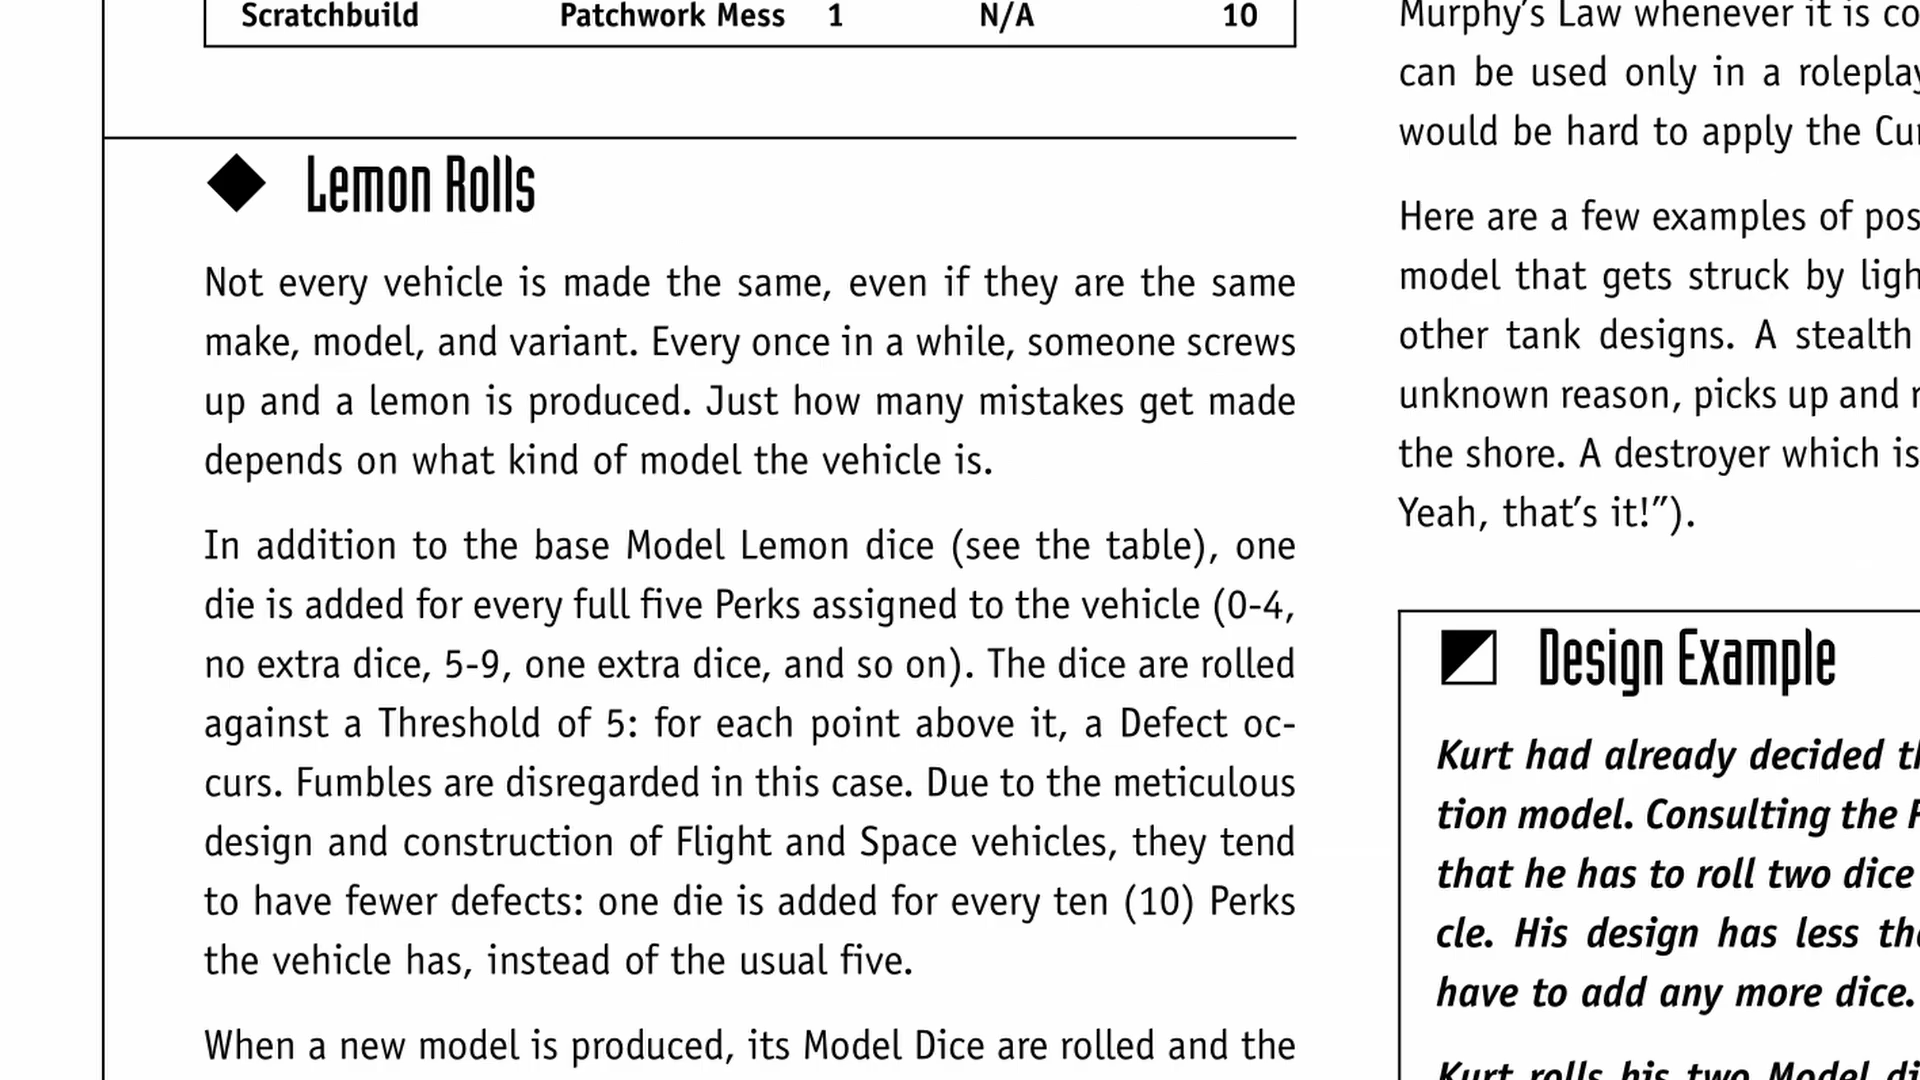 Scratchbuild Patchwork Mess 1 N/A 10
Lemon Rolls
Not every vehicle is made the same, even if they are the same
make, model, and variant. Every once in a while, someone screws
up and a lemon is produced. Just how many mistakes get made
depends on what kind of model the vehicle is.
In addition to the base Model Lemon dice (see the table), one
die is added for every full five Perks assigned to the vehicle (0-4,
no extra dice, 5-9, one extra dice, and so on). The dice are rolled
against a Threshold of 5: for each point above it, a Defect oc-
curs. Fumbles are disregarded in this case. Due to the meticulous
design and construction of Flight and Space vehicles, they tend
to have fewer defects: one die is added for every ten (10) Perks
the vehicle has, instead of the usual five.
When a new model is produced, its Model Dice are rolled and the
Murphy's Law whenever it is
can be used only in a
would be hard to apply the
Here are a few examples of
model that gets struck by
other tank designs. A stealth
unknown reason, picks up and
the shore. A destroyer which is
Yeah, that's it!").
Design Example
Kurt had already decided
tion model. Consulting the
that he has to roll two dice
cle. His design has less
have to add any more dice.
Kurt rolls his two Model